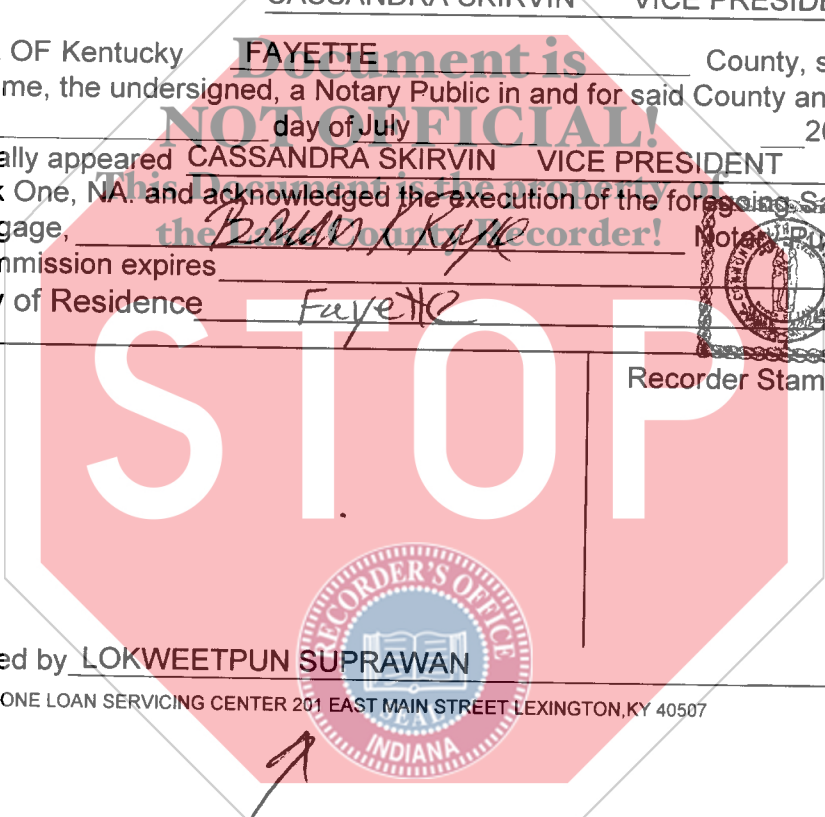 CASSANDRA SKIRVIN VICE PRESIDE
OF Kentucky FAYETTE County, s
Document is
me, the undersigned, a Notary Public in and for said County an
NOT OFFICIAL!
day of July 20
ally appeared CASSANDRA SKIRVIN VICE PRESIDENT
One, NA. and acknowledged the execution of the foregoing Sa
This Document is the property of
gage, Notary Pu
the Lake County Recorder!
mmission expires
of Residence Fayette
STOP
Recorder Stam
RECORDER'S OFFICE
SEAL
INDIANA
ed by LOKWEETPUN SUPRAWAN
ONE LOAN SERVICING CENTER 201 EAST MAIN STREET LEXINGTON,KY 40507